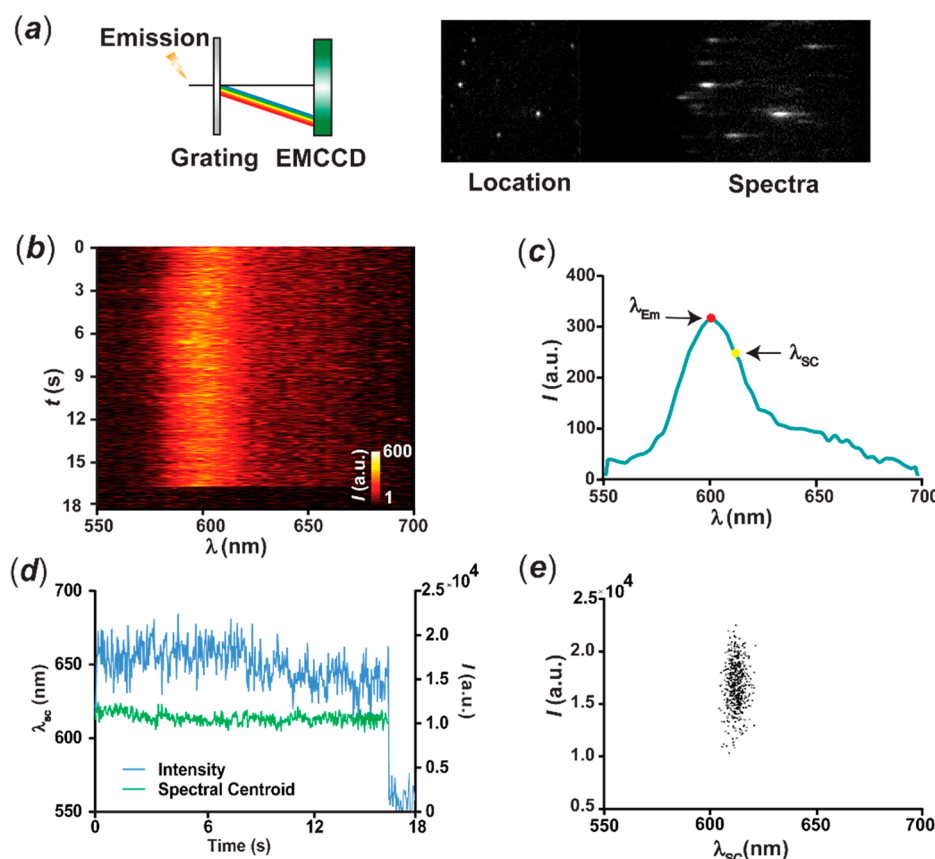 (a)
Emission
Grating EMCCD
Location Spectra
(b)
0
3
6
9
12
15
18
t (s)
550 600 650 700
λ (nm)
600
1
I (a.u.)
(c)
400
300
200
100
0
I (a.u.)
λEm
λSC
550 600 650 700
λ (nm)
(d)
700
650
600
550
λsc (nm)
2.5×10⁴
2.0
1.5
1.0
0.5
0
I (a.u.)
Intensity
Spectral Centroid
0 6 12 18
Time (s)
(e)
2.5×10⁴
2.0
1.5
1.0
0.5
I (a.u.)
550 600 650 700
λSC(nm)